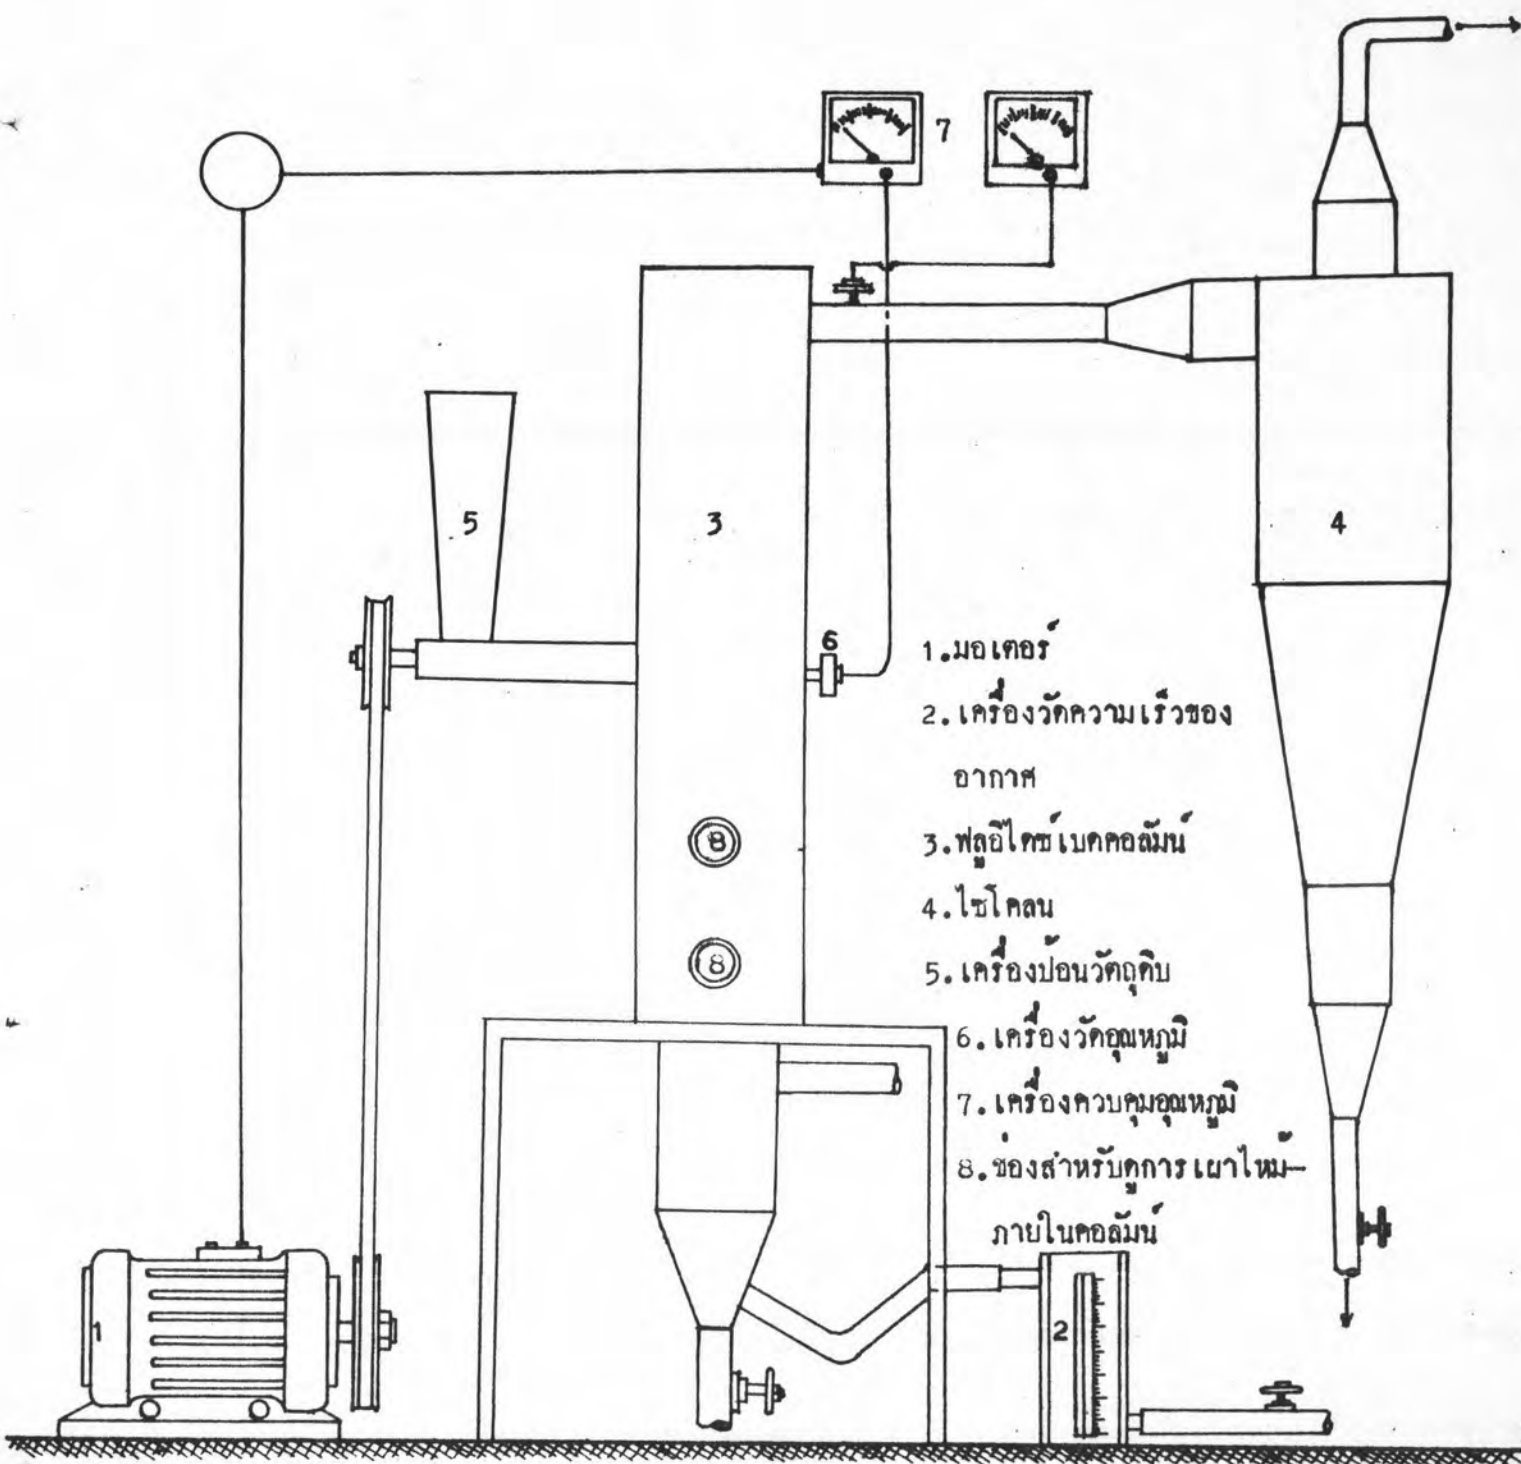 7
5
3
4
6
1.มอเตอร์
2.เครื่องวัดความเร็วของ
อากาศ
3.ฟลูอิไดซ์เบดคอลัมน์
8
4.ไซโคลน
8
5.เครื่องป้อนวัตถุดิบ
6.เครื่องวัดอุณหภูมิ
7.เครื่องควบคุมอุณหภูมิ
8.ช่องสำหรับดูการเผาไหม้-
ภายในคอลัมน์
1
2